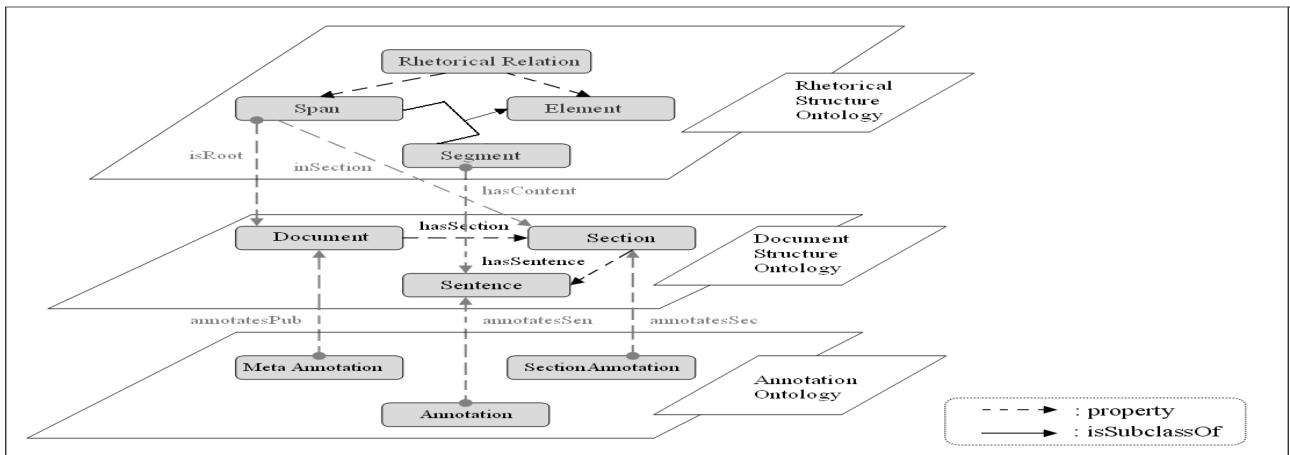 Rhetorical Relation
Span
Element
Rhetorical
Structure
Ontology
Segment
isRoot
inSection
hasContent
Document
hasSection
Section
Document
Structure
Ontology
hasSentence
Sentence
annotatesPub
annotatesSen
annotatesSec
Meta Annotation
SectionAnnotation
Annotation
Ontology
Annotation
: property
: isSubclassOf